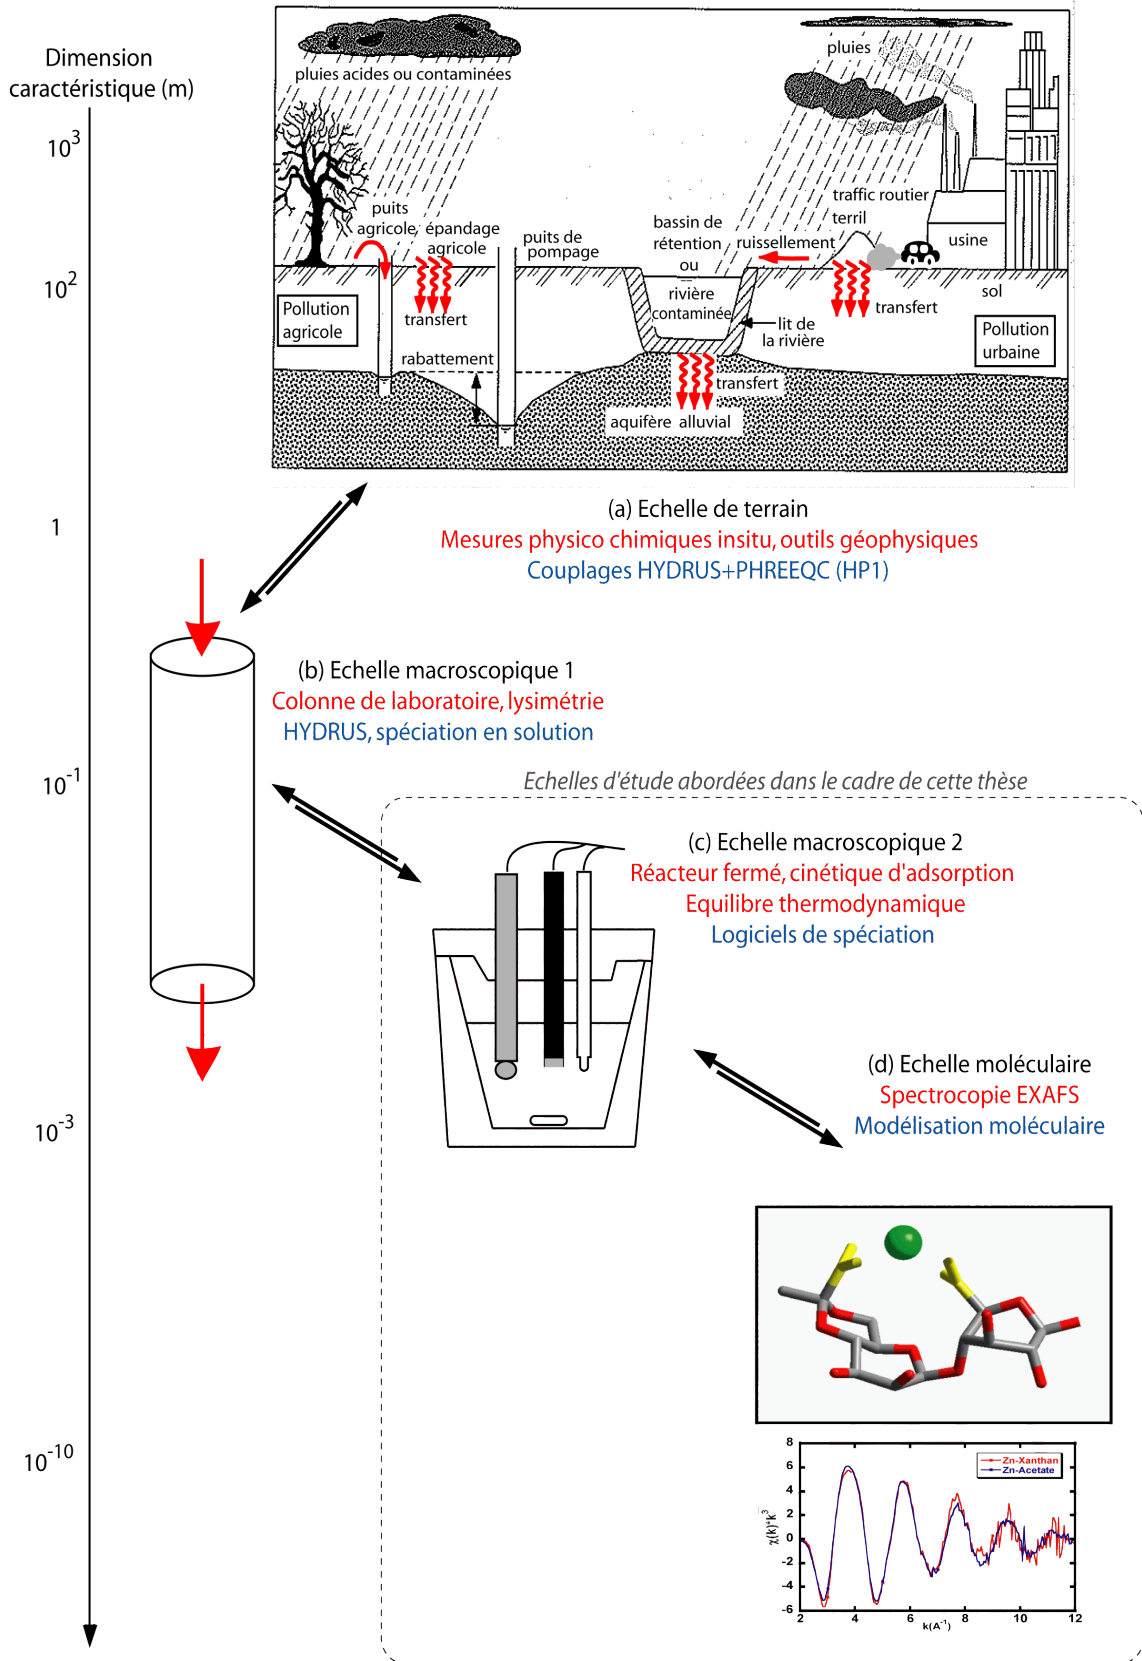 Dimension
caractéristique (m)
10³
10²
1
10⁻¹
10⁻³
10⁻¹⁰
pluies acides ou contaminées
pluies
puits
agricole
épandage
agricole
puits de
pompage
bassin de
rétention
ou
rivière
contaminée
ruissellement
traffic routier
terril
usine
sol
Pollution
agricole
transfert
rabattement
lit de
la rivière
transfert
Pollution
urbaine
transfert
aquifère alluvial
(a) Echelle de terrain
Mesures physico chimiques insitu, outils géophysiques
Couplages HYDRUS+PHREEQC (HP1)
(b) Echelle macroscopique 1
Colonne de laboratoire, lysimétrie
HYDRUS, spéciation en solution
Echelles d'étude abordées dans le cadre de cette thèse
(c) Echelle macroscopique 2
Réacteur fermé, cinétique d'adsorption
Equilibre thermodynamique
Logiciels de spéciation
(d) Echelle moléculaire
Spectrocopie EXAFS
Modélisation moléculaire
Zn-Xanthan
Zn-Acetate
χ(k)*k³
8
6
4
2
0
-2
-4
-6
2 4 6 8 10 12
k(A⁻¹)